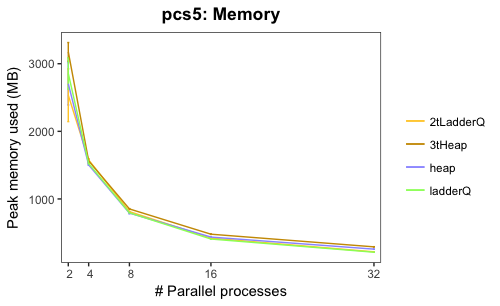 pcs5: Memory
Peak memory used (MB)
3000
2000
1000
2 4 8 16 32
# Parallel processes
2tLadderQ
3tHeap
heap
ladderQ